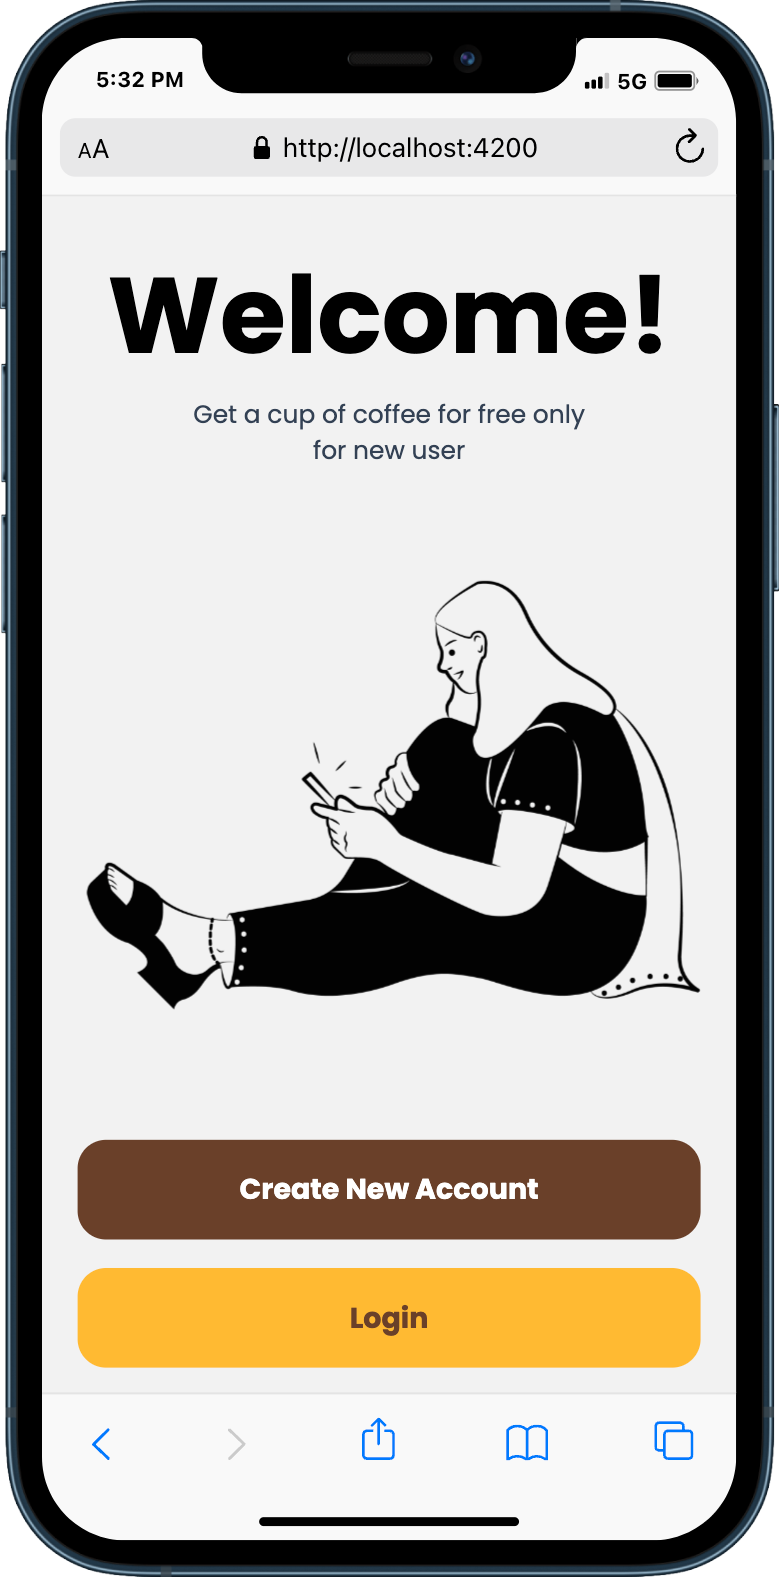 5:32 PM
5G
AA
http://localhost:4200
Welcome!
Get a cup of coffee for free only
for new user
Create New Account
Login